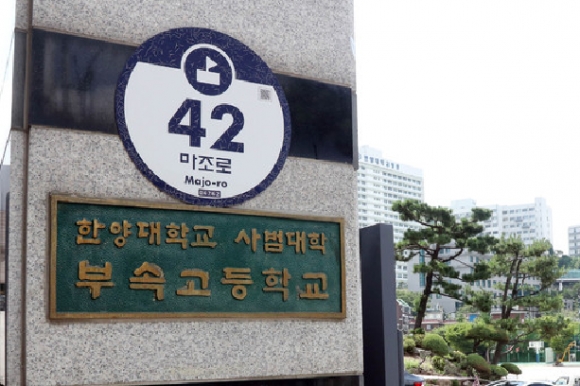 42
마조로
Majo-ro
한양대학교 사범대학
부속고등학교